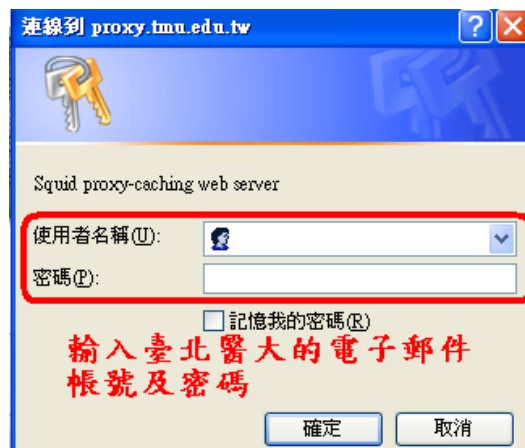 連線到 proxy.tmu.edu.tw
Squid proxy-caching web server
使用者名稱(U):
密碼(P):
記憶我的密碼(R)
輸入臺北醫大的電子郵件
帳號及密碼
確定 取消